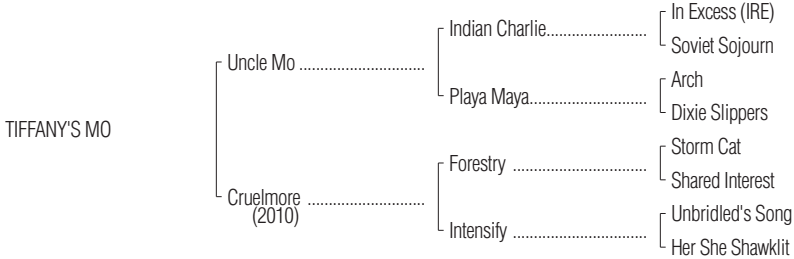 In Excess (IRE)
Indian Charlie.......................
Soviet Sojourn
Uncle Mo ............................
Arch
Playa Maya...........................
Dixie Slippers
TIFFANY'S MO
Storm Cat
Forestry ..............................
Shared Interest
Cruelmore ..........................
(2010)
Unbridled's Song
Intensify ..............................
Her She Shawklit